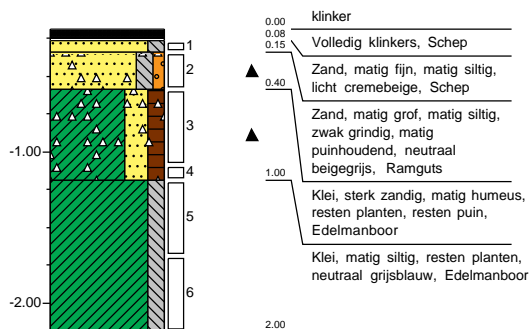 klinker
0.00
0.08
Volledig klinkers, Schep
0.15
Zand, matig fijn, matig siltig,
licht cremebeige, Schep
0.40
Zand, matig grof, matig siltig,
zwak grindig, matig
puinhoudend, neutraal
beigegrijs, Ramguts
1.00
Klei, sterk zandig, matig humeus,
resten planten, resten puin,
Edelmanboor
Klei, matig siltig, resten planten,
neutraal grijsblauw, Edelmanboor
2.00
1
2
3
4
5
6
-1.00
-2.00